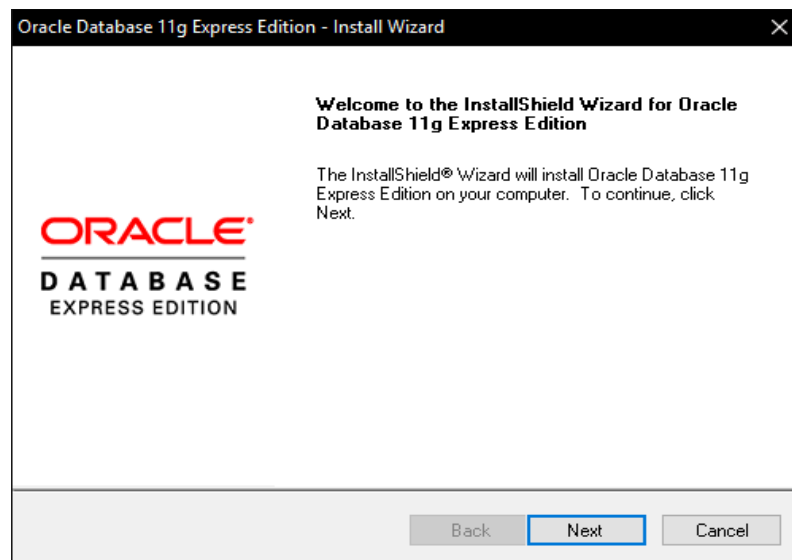 Oracle Database 11g Express Edition - Install Wizard
Welcome to the InstallShield Wizard for Oracle
Database 11g Express Edition
The InstallShield® Wizard will install Oracle Database 11g
Express Edition on your computer. To continue, click
Next.
ORACLE®
DATABASE
EXPRESS EDITION
Back
Next
Cancel